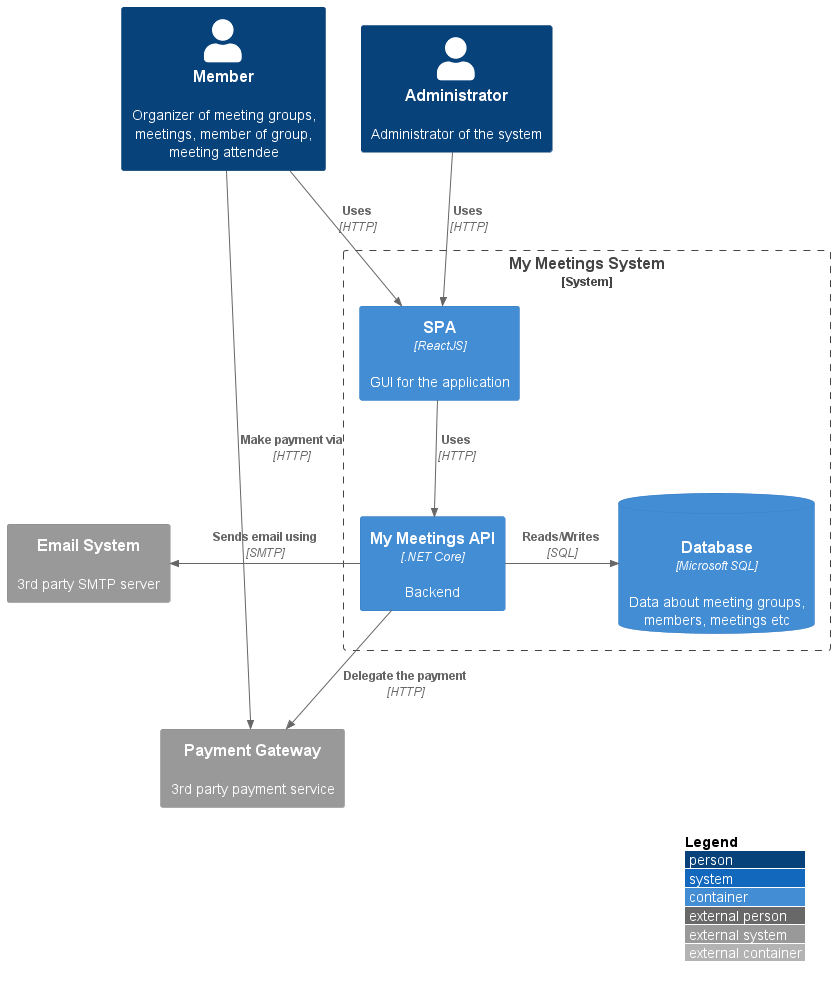 Member
Organizer of meeting groups,
meetings, member of group,
meeting attendee
Administrator
Administrator of the system
Uses
[HTTP]
Uses
[HTTP]
My Meetings System
[System]
SPA
[ReactJS]
GUI for the application
Make payment via
[HTTP]
Uses
[HTTP]
Email System
3rd party SMTP server
Sends email using
[SMTP]
My Meetings API
[.NET Core]
Backend
Reads/Writes
[SQL]
Database
[Microsoft SQL]
Data about meeting groups,
members, meetings etc
Delegate the payment
[HTTP]
Payment Gateway
3rd party payment service
Legend
person
system
container
external person
external system
external container